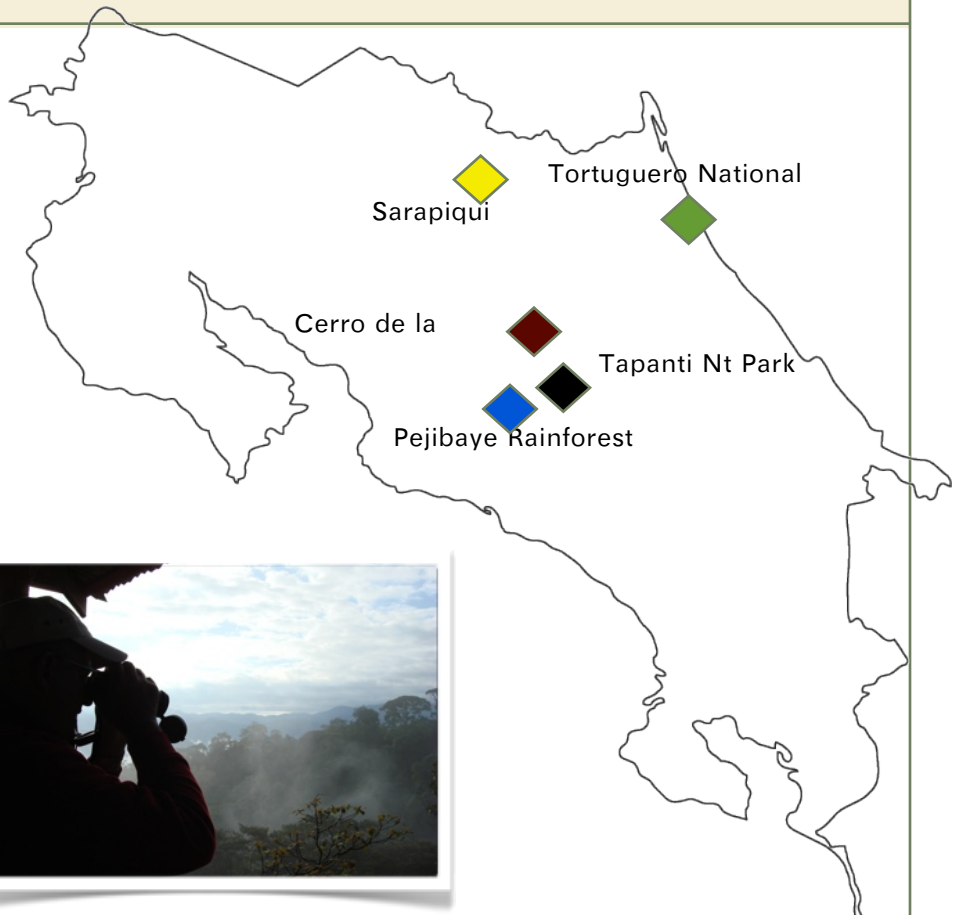 Tortuguero National
Sarapiqui
Cerro de la
Tapanti Nt Park
Pejibaye Rainforest